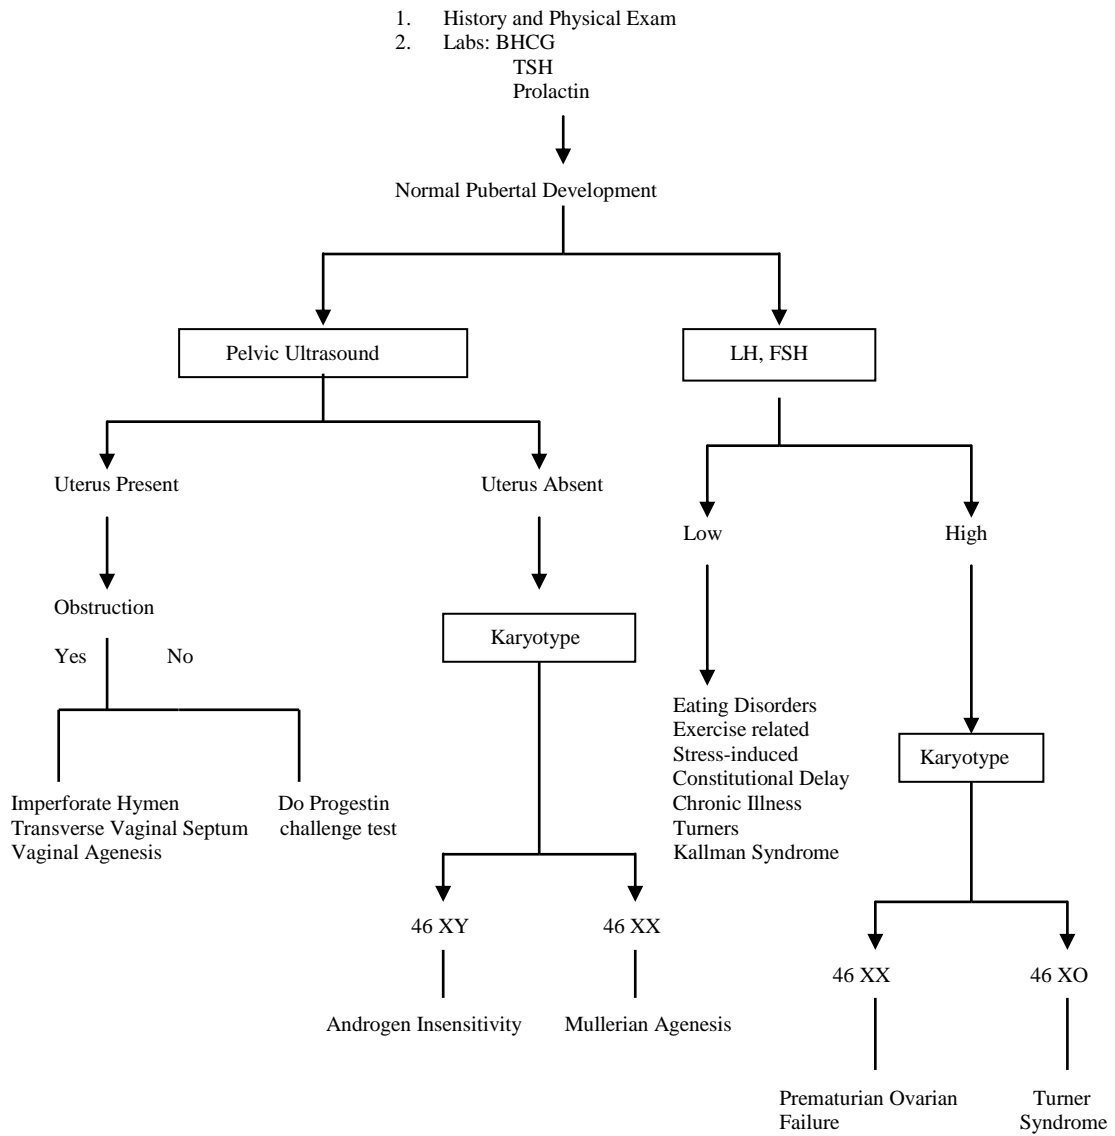 1. History and Physical Exam
2. Labs: BHCG
TSH
Prolactin
Normal Pubertal Development
Pelvic Ultrasound
LH, FSH
Uterus Present
Uterus Absent
Low
High
Obstruction
Yes
No
Karyotype
Eating Disorders
Exercise related
Stress-induced
Constitutional Delay
Chronic Illness
Turners
Kallman Syndrome
Karyotype
Imperforate Hymen
Transverse Vaginal Septum
Vaginal Agenesis
Do Progestin
challenge test
46 XY
46 XX
46 XX
46 XO
Androgen Insensitivity
Mullerian Agenesis
Prematurian Ovarian
Failure
Turner
Syndrome